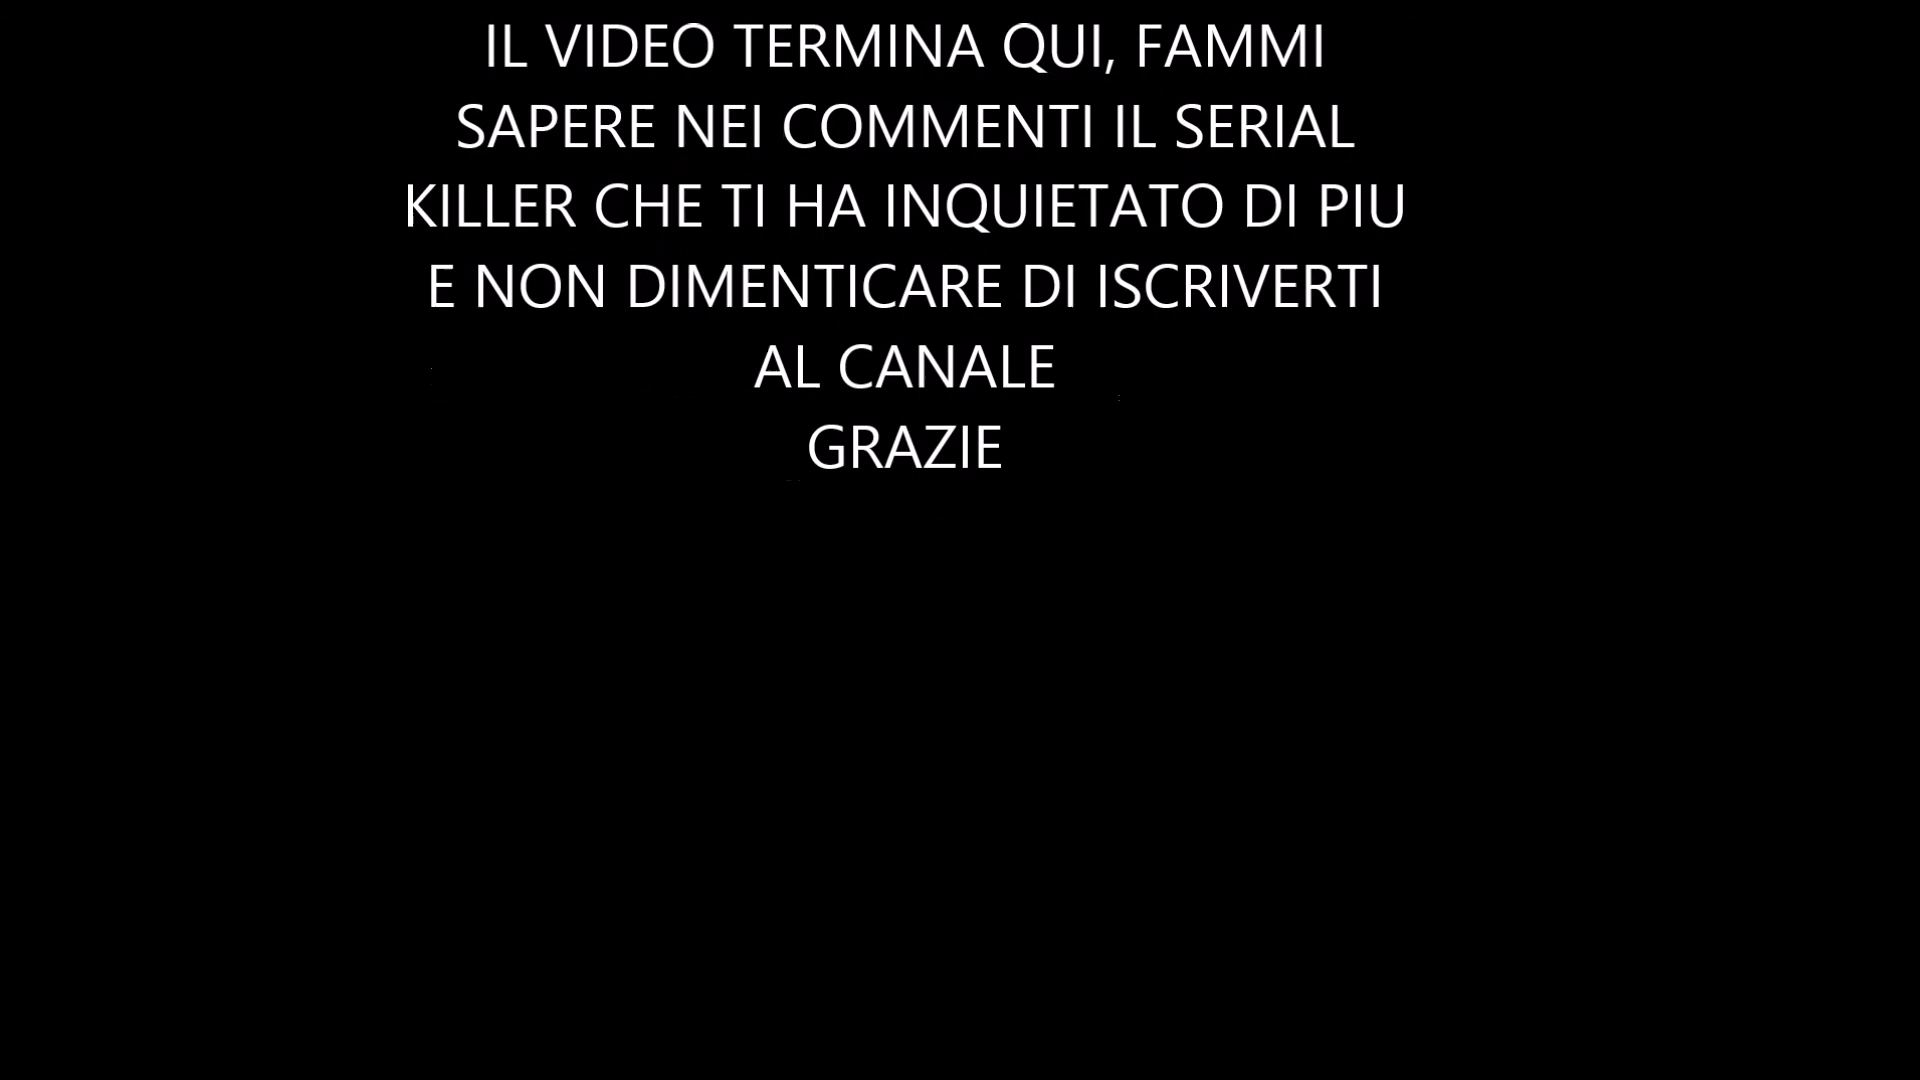 IL VIDEO TERMINA QUI, FAMMI
SAPERE NEI COMMENTI IL SERIAL
KILLER CHE TI HA INQUIETATO DI PIU
E NON DIMENTICARE DI ISCRIVERTI
AL CANALE
GRAZIE